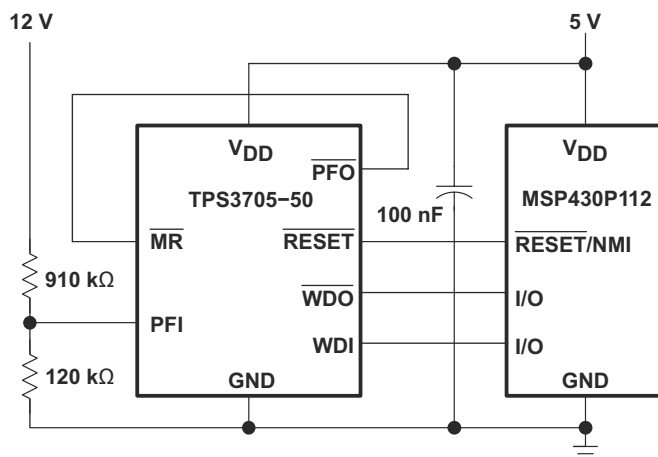 12 V
5 V
VDD
VDD
PFO
TPS3705−50
MSP430P112
100 nF
MR
RESET
RESET/NMI
910 kΩ
WDO
I/O
PFI
WDI
I/O
120 kΩ
GND
GND